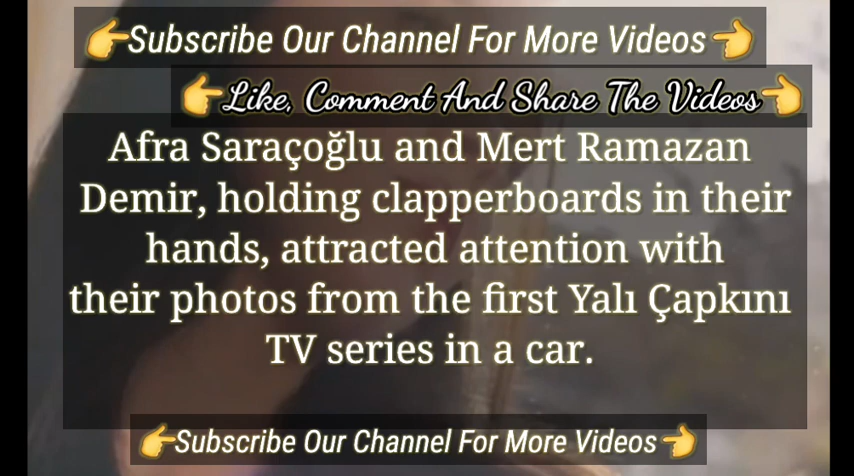 👉Subscribe Our Channel For More Videos👈
👉Like, Comment And Share The Videos👈
Afra Saraçoğlu and Mert Ramazan
Demir, holding clapperboards in their
hands, attracted attention with
their photos from the first Yalı Çapkını
TV series in a car.
👉Subscribe Our Channel For More Videos👈